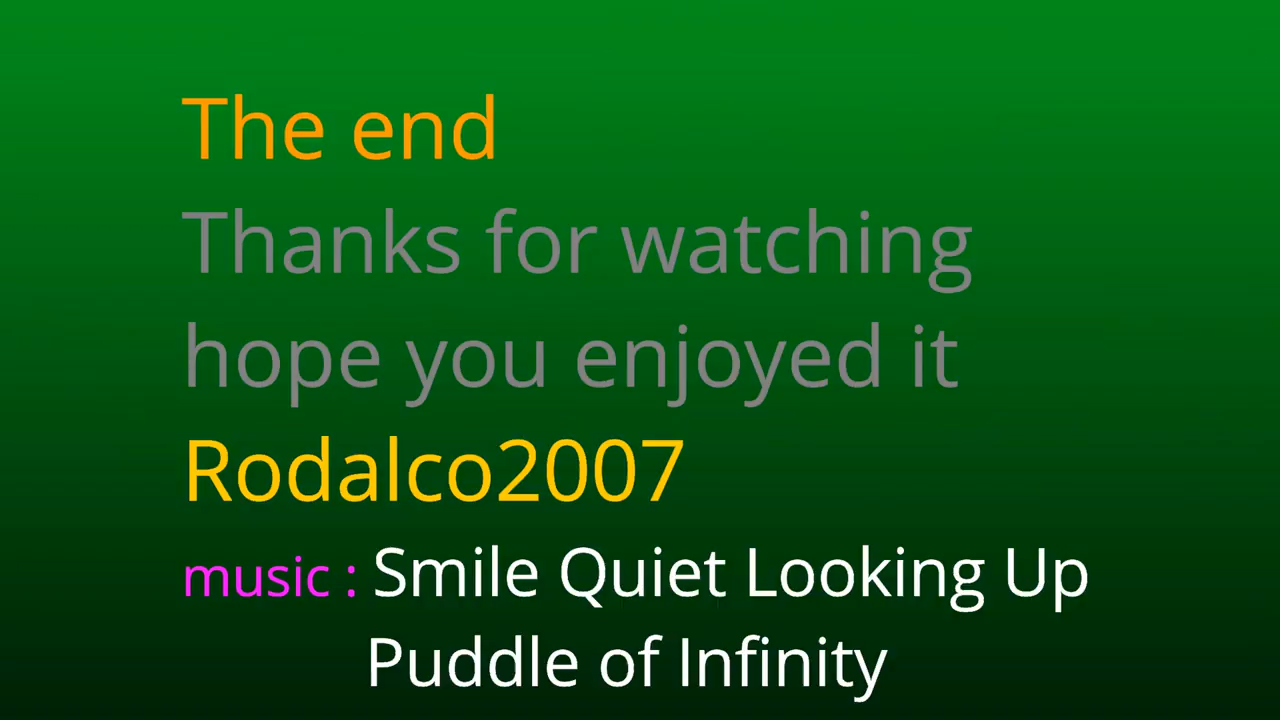 The end
Thanks for watching
hope you enjoyed it
Rodalco2007
music : Smile Quiet Looking Up
Puddle of Infinity